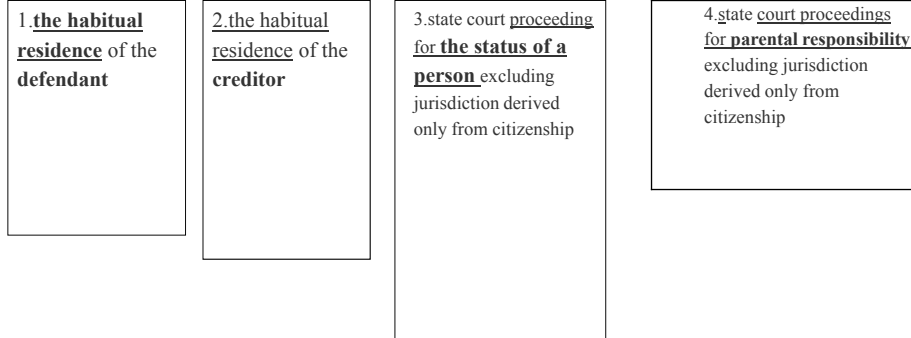 1.the habitual
residence of the
defendant
2.the habitual
residence of the
creditor
3.state court proceeding
for the status of a
person excluding
jurisdiction derived
only from citizenship
4.state court proceedings
for parental responsibility
excluding jurisdiction
derived only from
citizenship